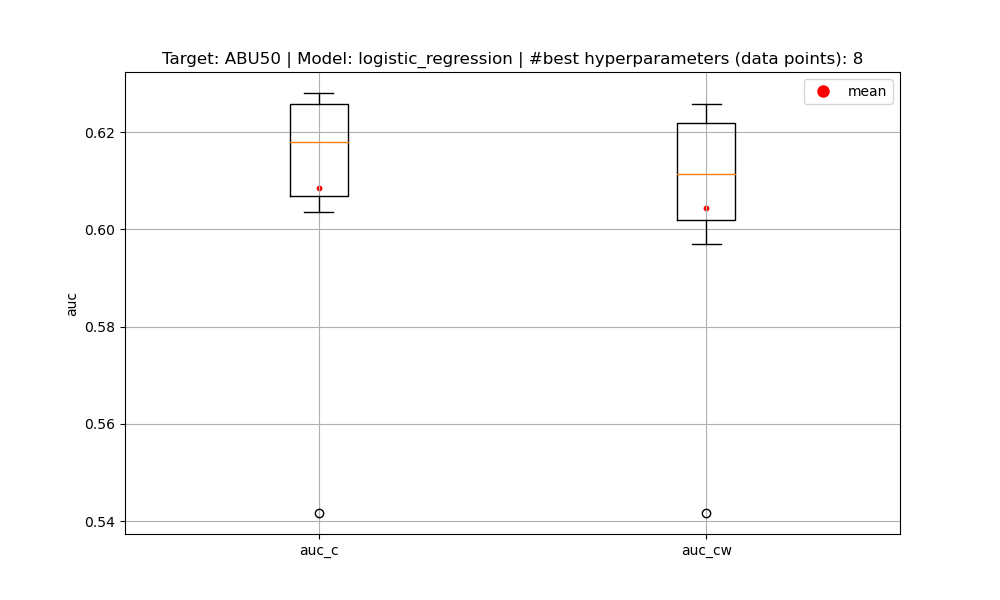 Target: ABU50 | Model: logistic_regression | #best hyperparameters (data points): 8
mean
0.62
0.60
0.58
0.56
0.54
auc
auc_c
auc_cw